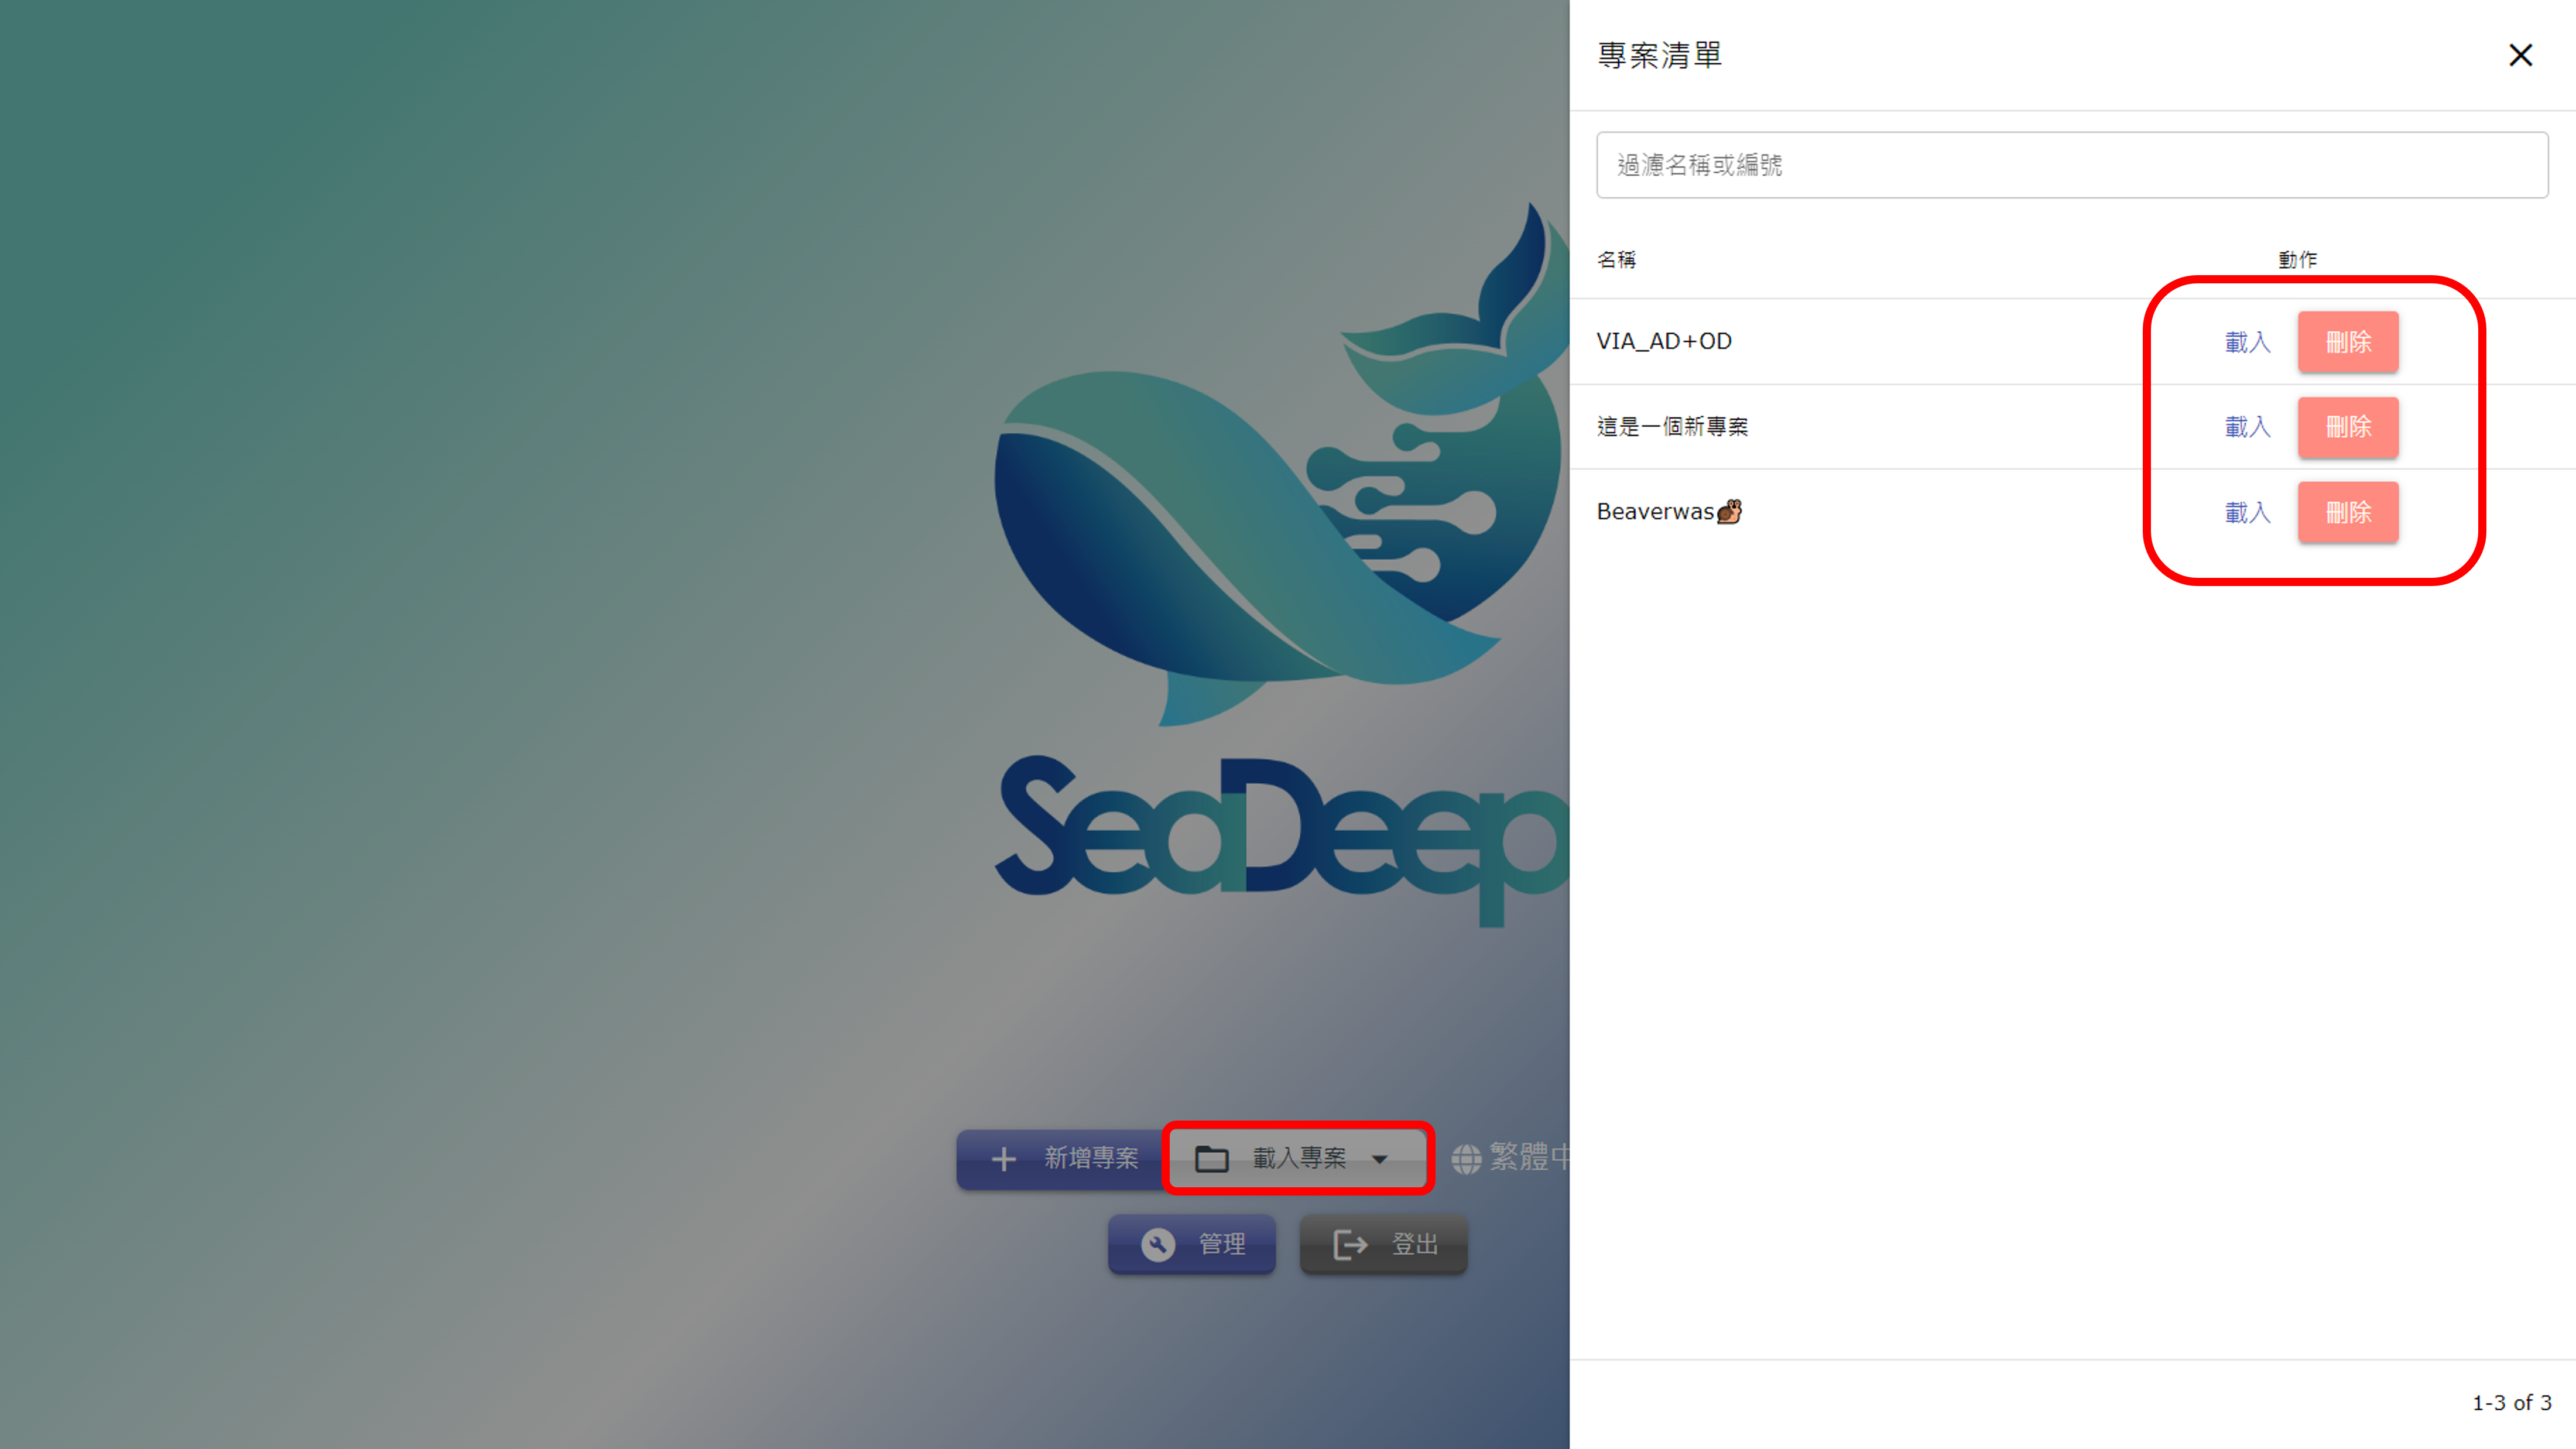 專案清單
過濾名稱或編號
名稱 動作
VIA_AD+OD 載入 刪除
這是一個新專案 載入 刪除
Beaverwas🐌 載入 刪除
SeaDeep
新增專案 載入專案 繁體中
管理 登出
1-3 of 3